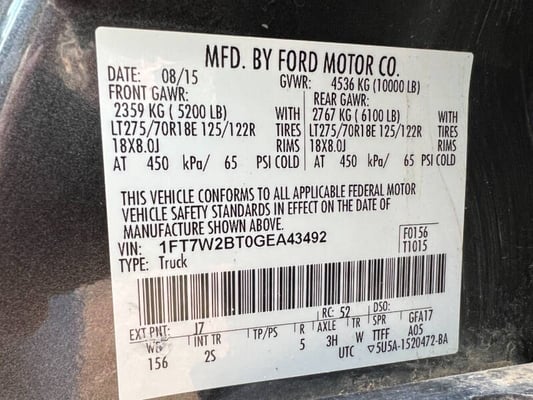 MFD. BY FORD MOTOR CO.
DATE: 08/15 GVWR: 4536 KG (10000 LB)
FRONT GAWR: REAR GAWR:
2359 KG ( 5200 LB) WITH 2767 KG ( 6100 LB) WITH
LT275/70R18E 125/122R TIRES LT275/70R18E 125/122R TIRES
18X8.0J RIMS 18X8.0J RIMS
AT 450 kPa/ 65 PSI COLD AT 450 kPa/ 65 PSI COLD
THIS VEHICLE CONFORMS TO ALL APPLICABLE FEDERAL MOTOR
VEHICLE SAFETY STANDARDS IN EFFECT ON THE DATE OF
MANUFACTURE SHOWN ABOVE.
VIN: 1FT7W2BT0GEA43492 F0156
TYPE: Truck T1015
EXT PNT: J7 RC: 52 DSO:
WB INT TR TP/PS R AXLE TR SPR GFA17
156 2S 5 3H W TTFF A05
UTC ▽5U5A-1520472-BA